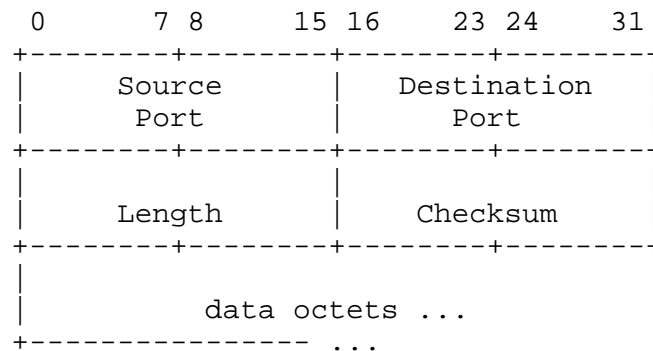 0 7 8 15 16 23 24 31
+--------+--------+--------+--------
| Source | Destination
| Port | Port
+--------+--------+--------+--------
| |
| Length | Checksum
+--------+--------+--------+--------
|
| data octets ...
+---------------- ...